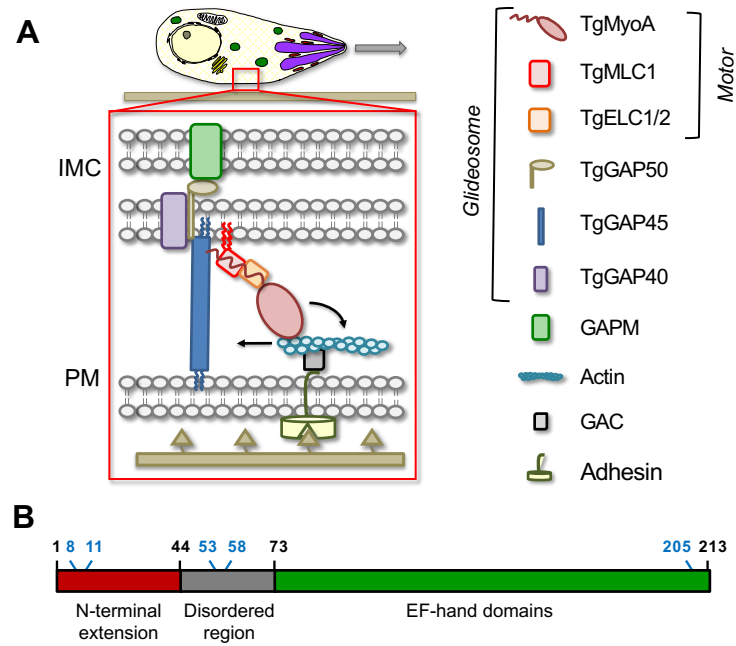 A
IMC
PM
TgMyoA
TgMLC1
TgELC1/2
TgGAP50
TgGAP45
TgGAP40
GAPM
Actin
GAC
Adhesin
Motor
Glideosome
B
1 8 11 44 53 58 73 205 213
N-terminal
extension
Disordered
region
EF-hand domains